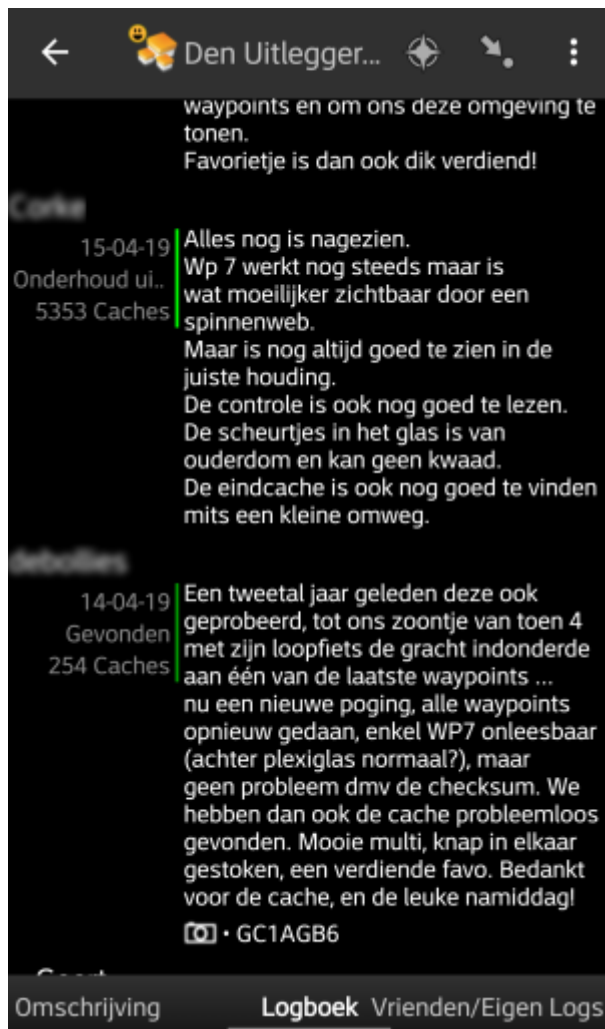 Den Uitlegger...
waypoints en om ons deze omgeving te
tonen.
Favorietje is dan ook dik verdiend!
15-04-19
Onderhoud ui..
5353 Caches
Alles nog is nagezien.
Wp 7 werkt nog steeds maar is
wat moeilijker zichtbaar door een
spinnenweb.
Maar is nog altijd goed te zien in de
juiste houding.
De controle is ook nog goed te lezen.
De scheurtjes in het glas is van
ouderdom en kan geen kwaad.
De eindcache is ook nog goed te vinden
mits een kleine omweg.
14-04-19
Gevonden
254 Caches
Een tweetal jaar geleden deze ook
geprobeerd, tot ons zoontje van toen 4
met zijn loopfiets de gracht indonderde
aan één van de laatste waypoints ...
nu een nieuwe poging, alle waypoints
opnieuw gedaan, enkel WP7 onleesbaar
(achter plexiglas normaal?), maar
geen probleem dmv de checksum. We
hebben dan ook de cache probleemloos
gevonden. Mooie multi, knap in elkaar
gestoken, een verdiende favo. Bedankt
voor de cache, en de leuke namiddag!
• GC1AGB6
Omschrijving Logboek Vrienden/Eigen Logs